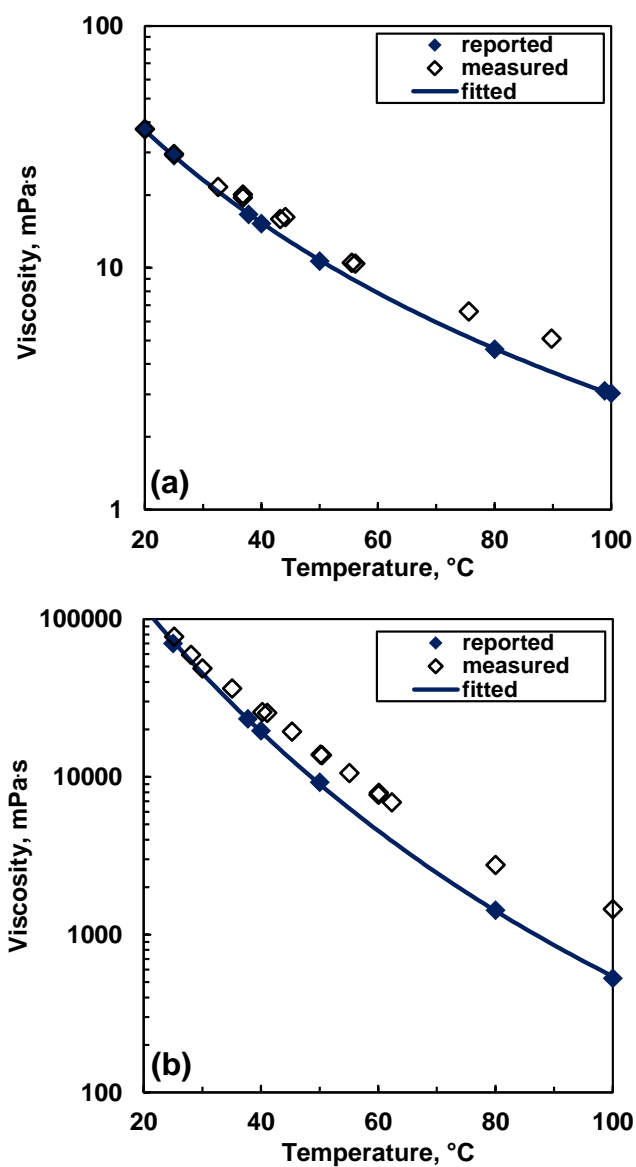 100
reported
measured
fitted
Viscosity, mPa·s
10
(a)
1
20
40
60
80
100
Temperature, °C
100000
reported
measured
fitted
10000
Viscosity, mPa·s
1000
(b)
100
20
40
60
80
100
Temperature, °C